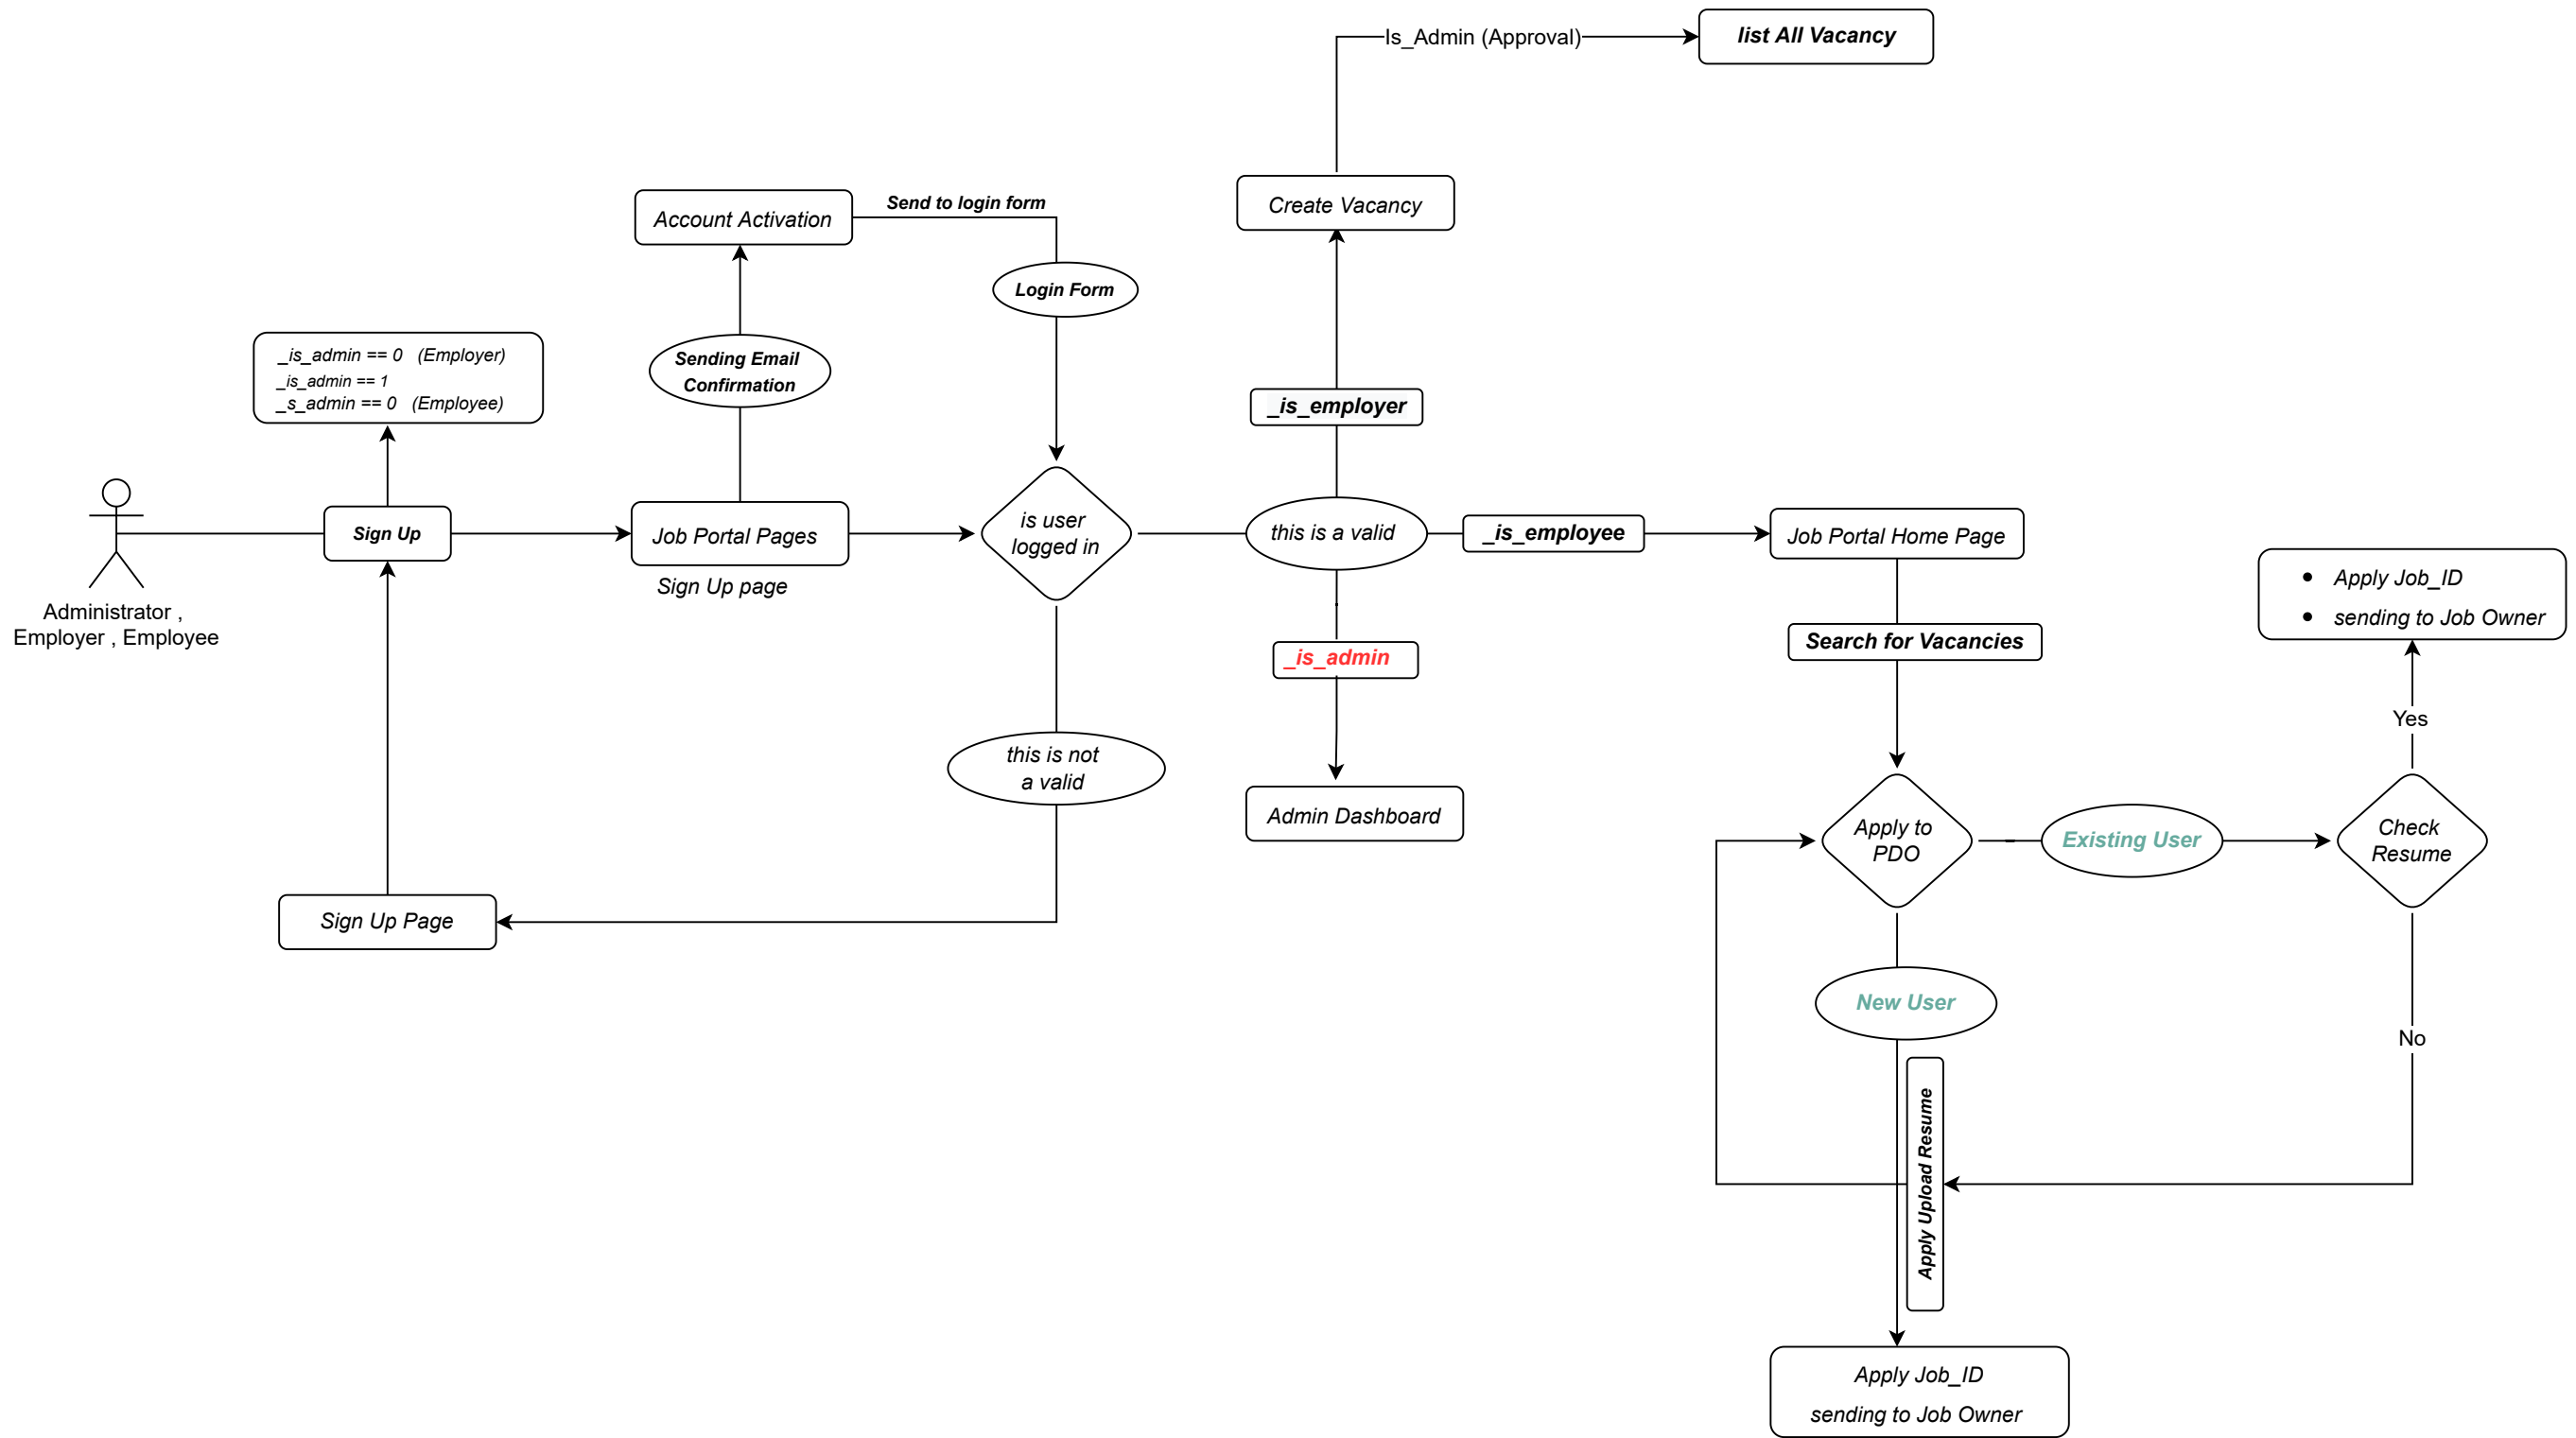 Is_Admin (Approval)
list All Vacancy
Account Activation
Send to login form
Create Vacancy
Login Form
_is_admin == 0 (Employer)
_is_admin == 1
_s_admin == 0 (Employee)
Sending Email
Confirmation
_is_employer
Administrator ,
Employer , Employee
Sign Up
Job Portal Pages
Sign Up page
is user
logged in
this is a valid
_is_employee
Job Portal Home Page
Apply Job_ID
sending to Job Owner
_is_admin
Search for Vacancies
Yes
this is not
a valid
Admin Dashboard
Apply to
PDO
Existing User
Check
Resume
Sign Up Page
New User
No
Apply Upload Resume
Apply Job_ID
sending to Job Owner